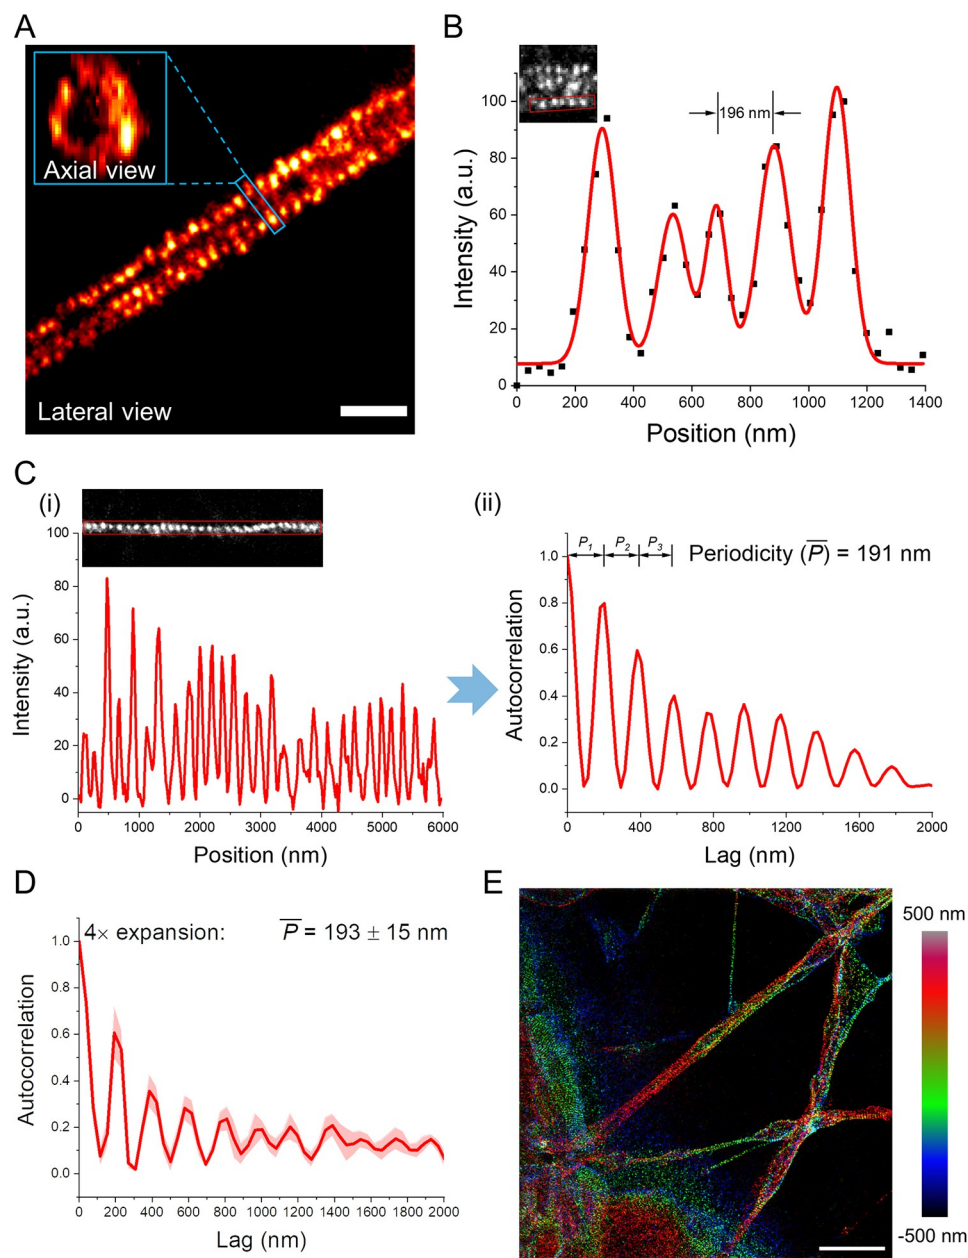 A
Axial view
Lateral view
B
Intensity (a.u.)
100
80
60
40
20
0
196 nm
0 200 400 600 800 1000 1200 1400
Position (nm)
C
(i)
Intensity (a.u.)
100
80
60
40
20
0
0 1000 2000 3000 4000 5000 6000
Position (nm)
(ii)
Autocorrelation
1.0
0.8
0.6
0.4
0.2
0.0
P1 P2 P3
Periodicity (P̅) = 191 nm
0 400 800 1200 1600 2000
Lag (nm)
D
4× expansion: P̅ = 193 ± 15 nm
Autocorrelation
1.0
0.8
0.6
0.4
0.2
0.0
0 200 400 600 800 1000 1200 1400 1600 1800 2000
Lag (nm)
E
500 nm
-500 nm